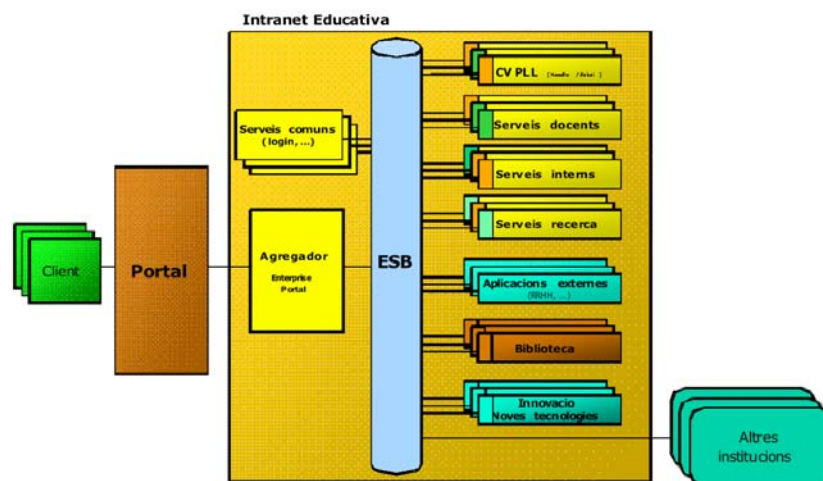 Intranet Educativa
CV PLL
Serveis comuns
(login, ...)
Serveis docents
Serveis interns
Serveis recerca
Client
Portal
Agregador
Enterprise
Portal
ESB
Aplicacions externes
(RRHH, ...)
Biblioteca
Innovacio
Noves tecnologies
Altres
institucions